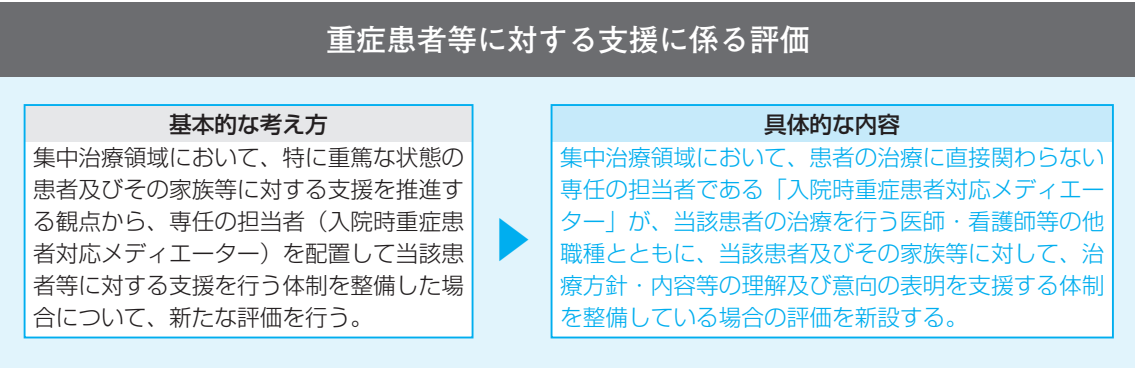 重症患者等に対する支援に係る評価
基本的な考え方
集中治療領域において、特に重篤な状態の
患者及びその家族等に対する支援を推進す
る観点から、専任の担当者（入院時重症患
者対応メディエーター）を配置して当該患
者等に対する支援を行う体制を整備した場
合について、新たな評価を行う。
具体的な内容
集中治療領域において、患者の治療に直接関わらない
専任の担当者である「入院時重症患者対応メディエー
ター」が、当該患者の治療を行う医師・看護師等の他
職種とともに、当該患者及びその家族等に対して、治
療方針・内容等の理解及び意向の表明を支援する体制
を整備している場合の評価を新設する。